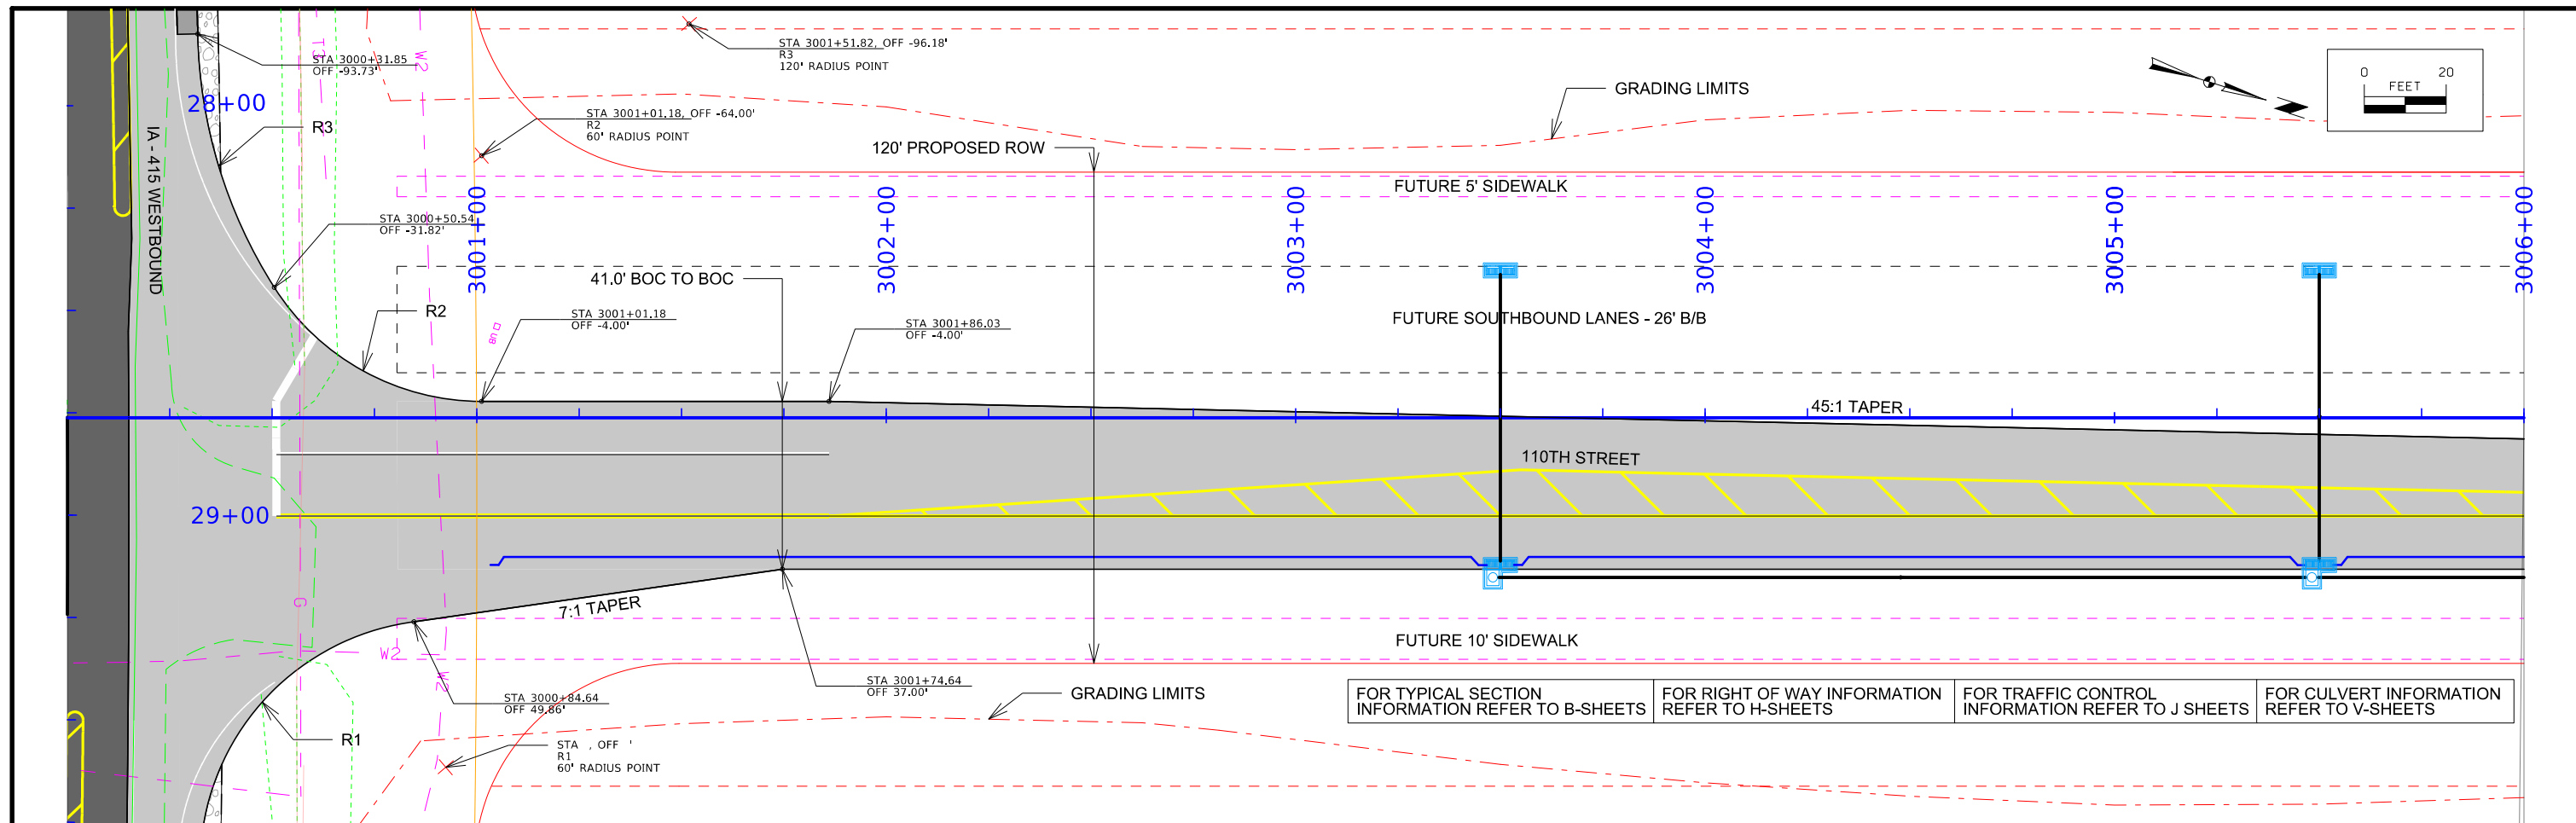 STA 3000+31.85
OFF -93.73'
T3
W2
STA 3001+51.82, OFF -96.18'
R3
120' RADIUS POINT
GRADING LIMITS
0 20
FEET
28+00
R3
STA 3001+01.18, OFF -64.00'
R2
60' RADIUS POINT
120' PROPOSED ROW
IA - 415 WESTBOUND
FUTURE 5' SIDEWALK
STA 3000+50.54
OFF -31.82'
3001+00
3002+00
3003+00
3004+00
3005+00
3006+00
41.0' BOC TO BOC
R2
STA 3001+01.18
OFF -4.00'
BUB
STA 3001+86.03
OFF -4.00'
FUTURE SOUTHBOUND LANES - 26' B/B
45:1 TAPER
110TH STREET
29+00
G
7:1 TAPER
W2
W2
FUTURE 10' SIDEWALK
STA 3000+84.64
OFF 49.86'
STA 3001+74.64
OFF 37.00'
GRADING LIMITS
R1
STA , OFF '
R1
60' RADIUS POINT
FOR TYPICAL SECTION
INFORMATION REFER TO B-SHEETS
FOR RIGHT OF WAY INFORMATION
REFER TO H-SHEETS
FOR TRAFFIC CONTROL
INFORMATION REFER TO J SHEETS
FOR CULVERT INFORMATION
REFER TO V-SHEETS